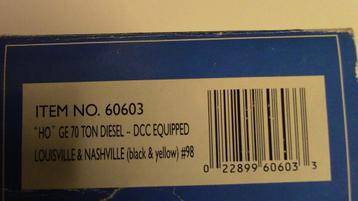 ITEM NO. 60603
"HO" GE 70 TON DIESEL -- DCC EQUIPPED
LOUISVILLE & NASHVILLE (black & yellow) #98
0 22899 60603 3